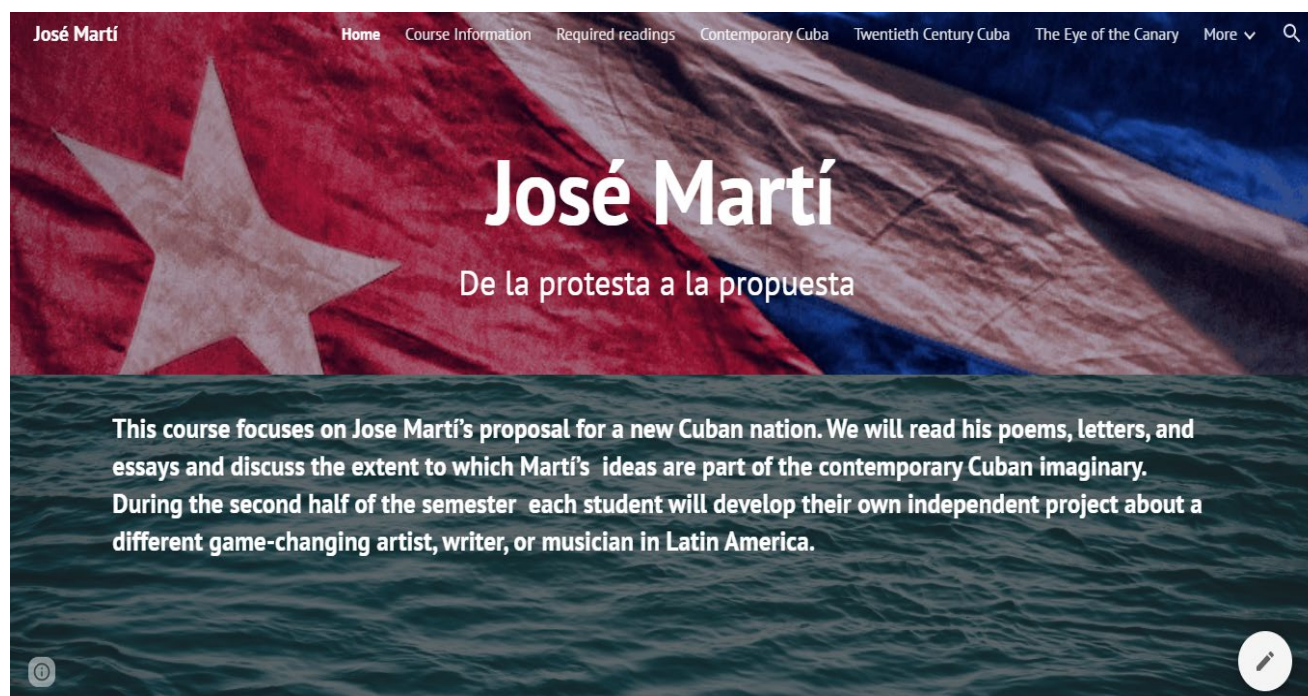 José Martí
Home Course Information Required readings Contemporary Cuba Twentieth Century Cuba The Eye of the Canary More
José Martí
De la protesta a la propuesta
This course focuses on Jose Martí’s proposal for a new Cuban nation. We will read his poems, letters, and
essays and discuss the extent to which Martí’s  ideas are part of the contemporary Cuban imaginary.
During the second half of the semester  each student will develop their own independent project about a
different game-changing artist, writer, or musician in Latin America.